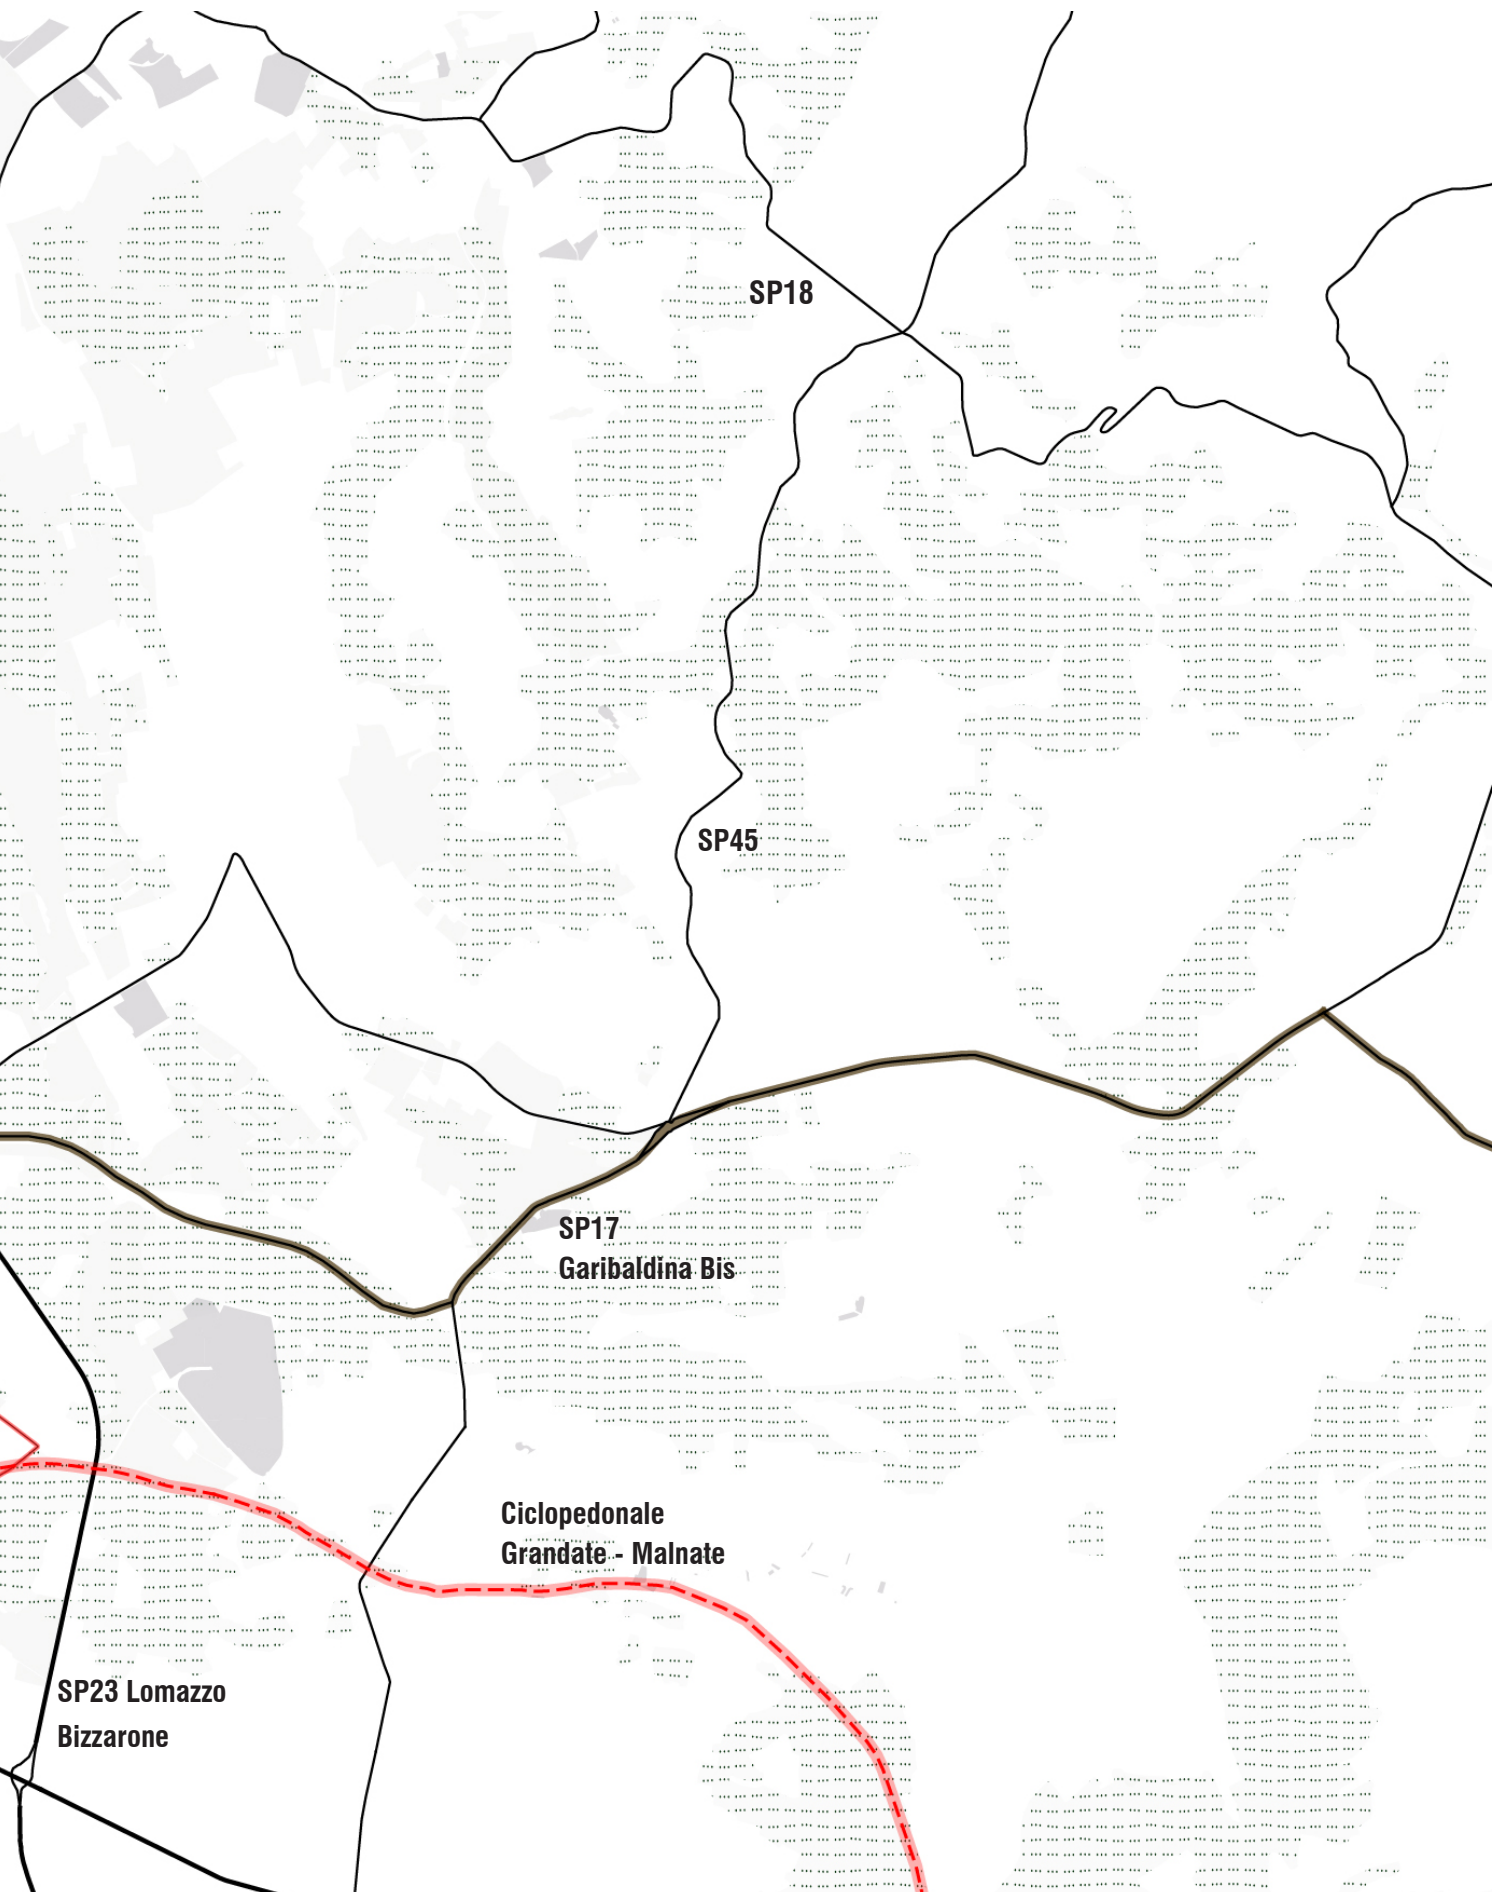 SP18
SP45
SP17
Garibaldina Bis
Ciclopedonale
Grandate - Malnate
SP23 Lomazzo
Bizzarone